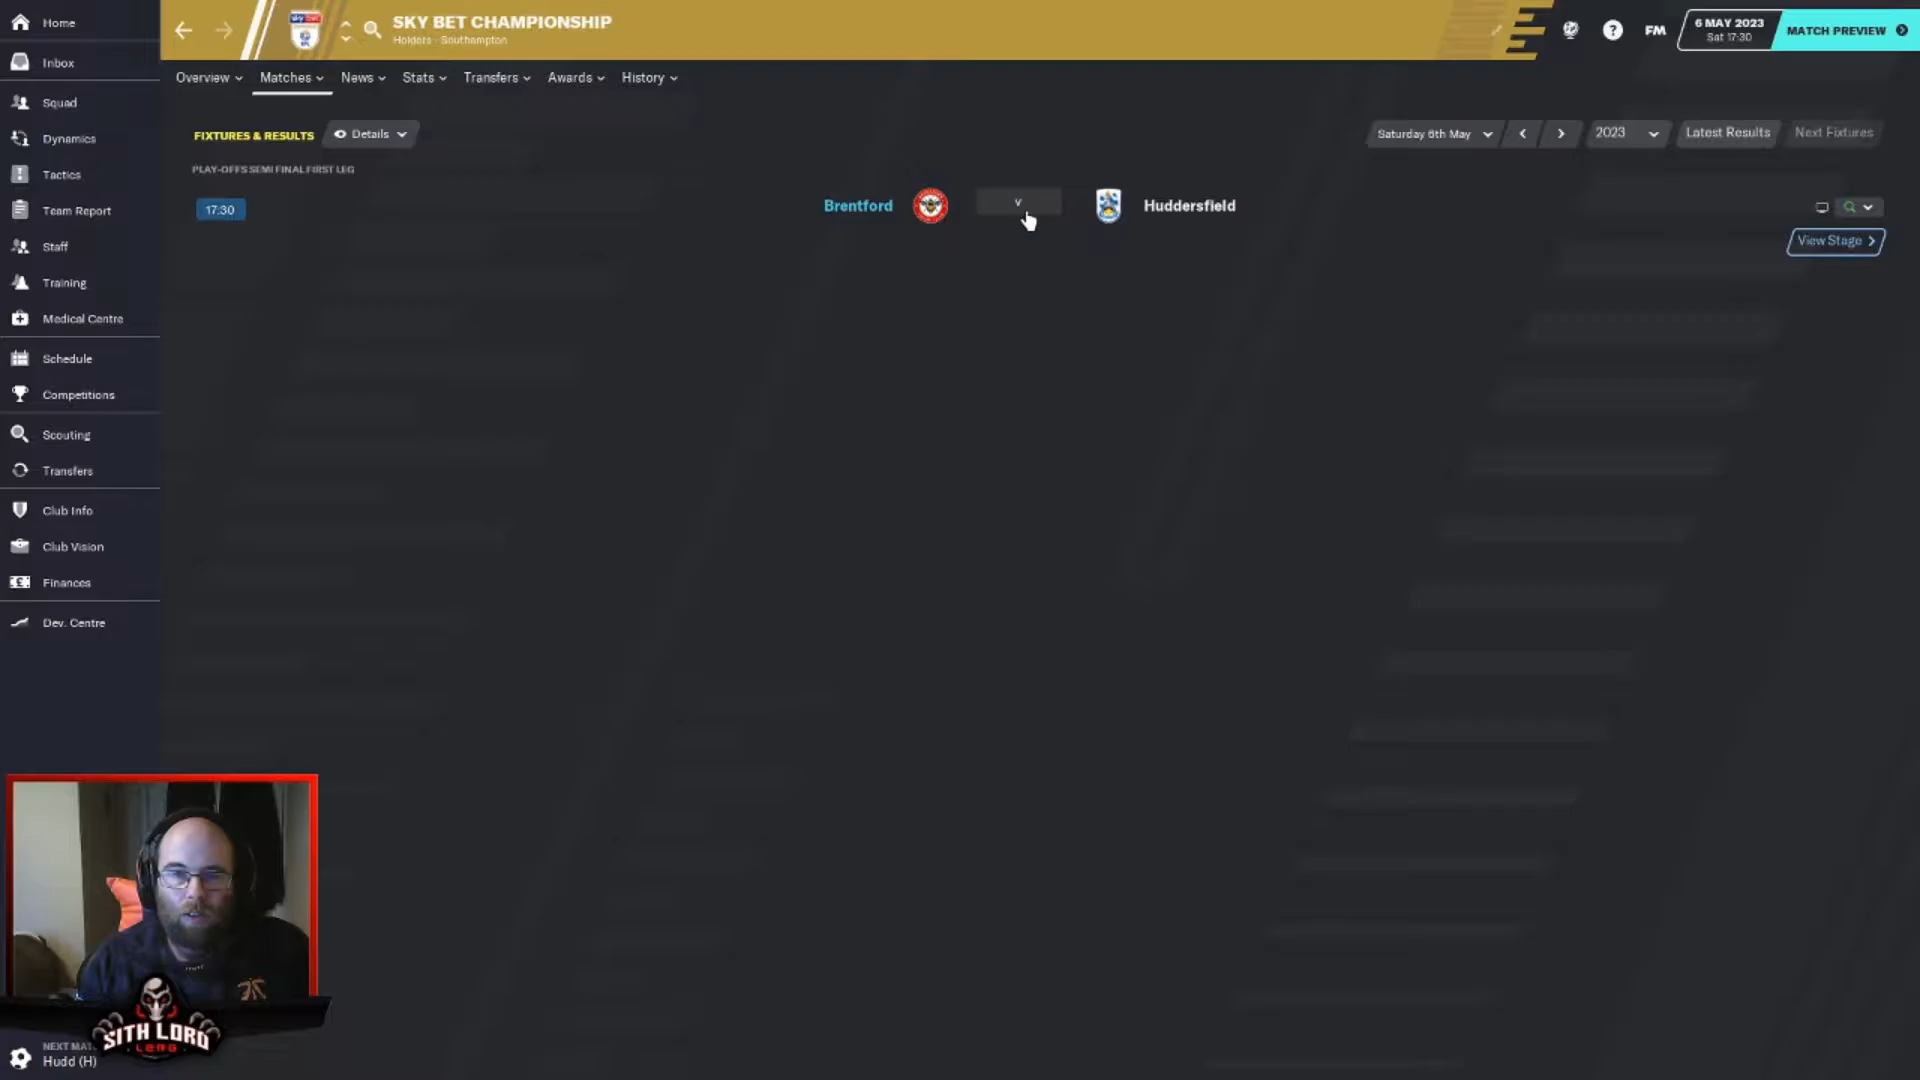 Home
Inbox
Squad
Dynamics
Tactics
Team Report
Staff
Training
Medical Centre
Schedule
Competitions
Scouting
Transfers
Club Info
Club Vision
Finances
Dev. Centre
SKY BET CHAMPIONSHIP
Holders - Southampton
FM
6 MAY 2023
Sat 17:30
MATCH PREVIEW
Overview
Matches
News
Stats
Transfers
Awards
History
FIXTURES & RESULTS
Details
Saturday 6th May
2023
Latest Results
Next Fixtures
PLAY-OFFS SEMI FINAL FIRST LEG
17:30
Brentford
v
Huddersfield
View Stage
SITH LORD
NEXT MAT
Hudd (H)